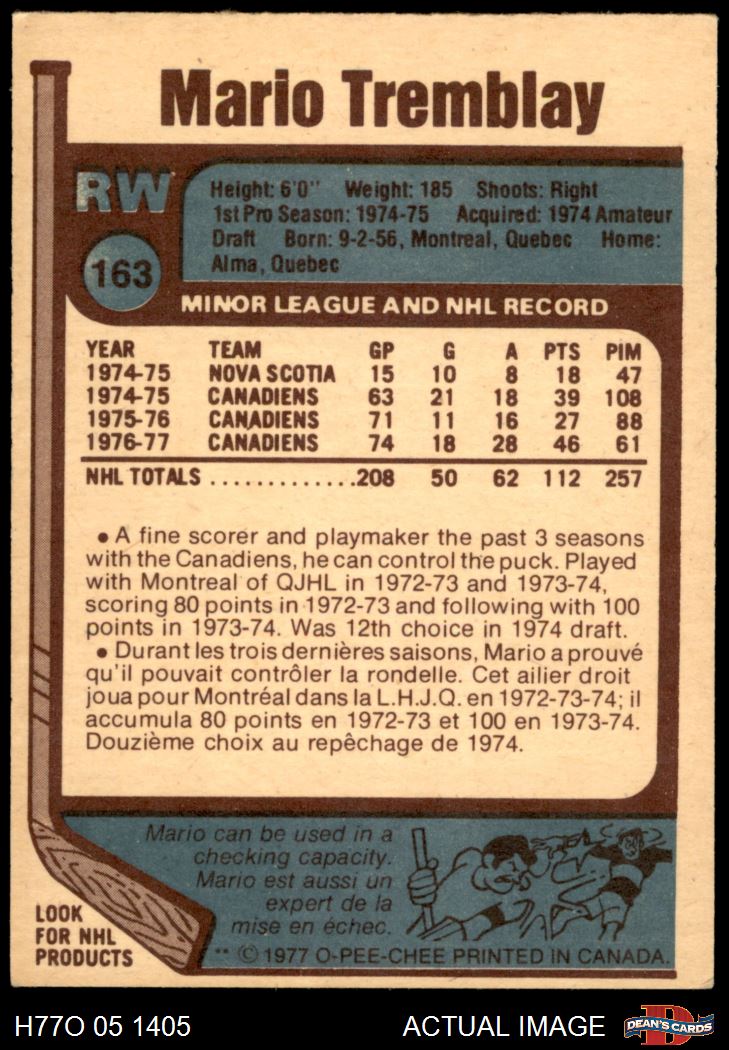 Mario Tremblay
RW
Height: 6'0" Weight: 185 Shoots: Right
1st Pro Season: 1974-75 Acquired: 1974 Amateur
Draft Born: 9-2-56, Montreal, Quebec Home:
Alma, Quebec
163
MINOR LEAGUE AND NHL RECORD
YEAR TEAM GP G A PTS PIM
1974-75 NOVA SCOTIA 15 10 8 18 47
1974-75 CANADIENS 63 21 18 39 108
1975-76 CANADIENS 71 11 16 27 88
1976-77 CANADIENS 74 18 28 46 61
NHL TOTALS .............208 50 62 112 257
• A fine scorer and playmaker the past 3 seasons
with the Canadiens, he can control the puck. Played
with Montreal of QJHL in 1972-73 and 1973-74,
scoring 80 points in 1972-73 and following with 100
points in 1973-74. Was 12th choice in 1974 draft.
• Durant les trois dernières saisons, Mario a prouvé
qu'il pouvait contrôler la rondelle. Cet ailier droit
joua pour Montréal dans la L.H.J.Q. en 1972-73-74; il
accumula 80 points en 1972-73 et 100 en 1973-74.
Douzième choix au repêchage de 1974.
Mario can be used in a
checking capacity.
Mario est aussi un
expert de la
mise en échec.
LOOK
FOR NHL
PRODUCTS
** © 1977 O-PEE-CHEE PRINTED IN CANADA.
H77O 05 1405 ACTUAL IMAGE
D
DEAN'S CARDS